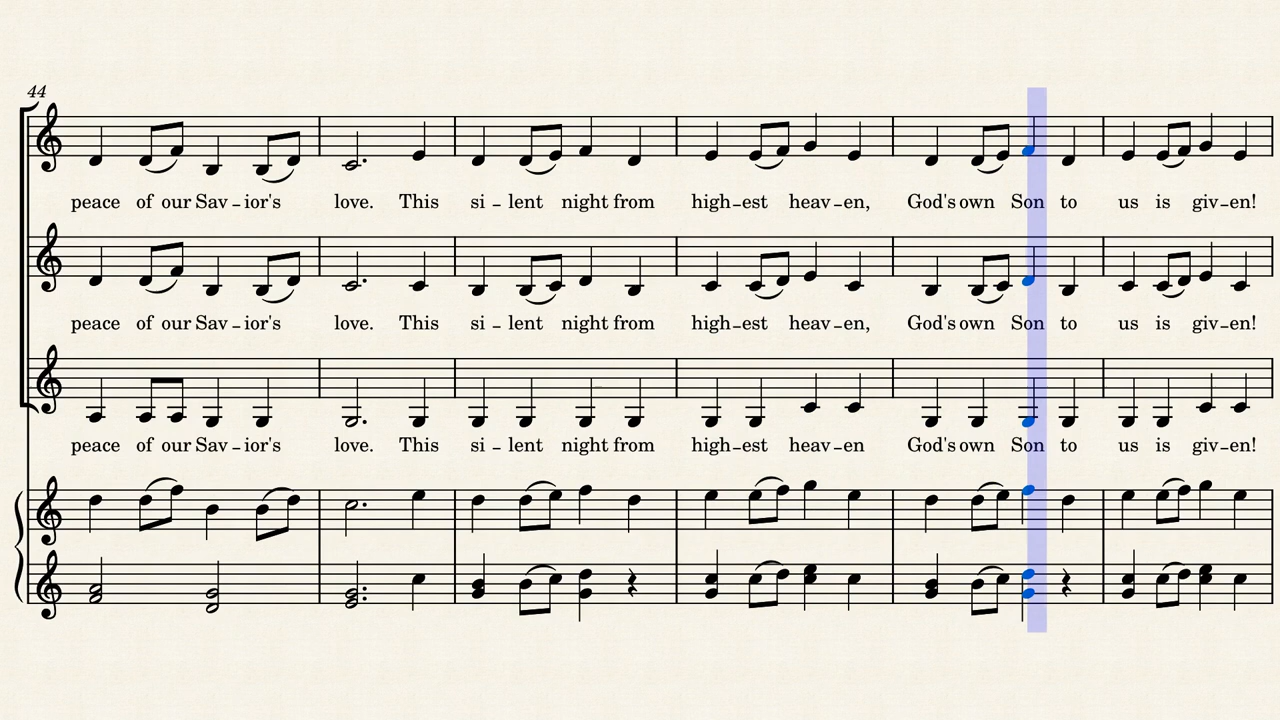 44
peace of our Sav – ior's love. This si – lent night from high – est heav – en, God's own Son to us is giv – en!
peace of our Sav – ior's love. This si – lent night from high – est heav – en, God's own Son to us is giv – en!
peace of our Sav – ior's love. This si – lent night from high – est heav – en God's own Son to us is giv – en!